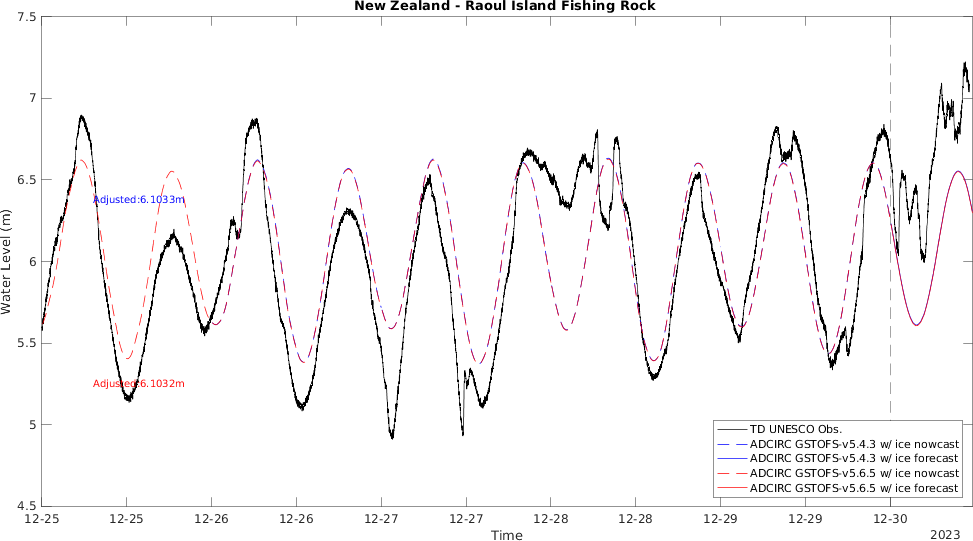 New Zealand - Raoul Island Fishing Rock
Water Level (m)
7.5
7
6.5
6
5.5
5
4.5
Adjusted:6.1033m
Adjusted:6.1032m
TD UNESCO Obs.
ADCIRC GSTOFS-v5.4.3 w/ ice nowcast
ADCIRC GSTOFS-v5.4.3 w/ ice forecast
ADCIRC GSTOFS-v5.6.5 w/ ice nowcast
ADCIRC GSTOFS-v5.6.5 w/ ice forecast
12-25 12-25 12-26 12-26 12-27 12-27 12-28 12-28 12-29 12-29 12-30
Time
2023